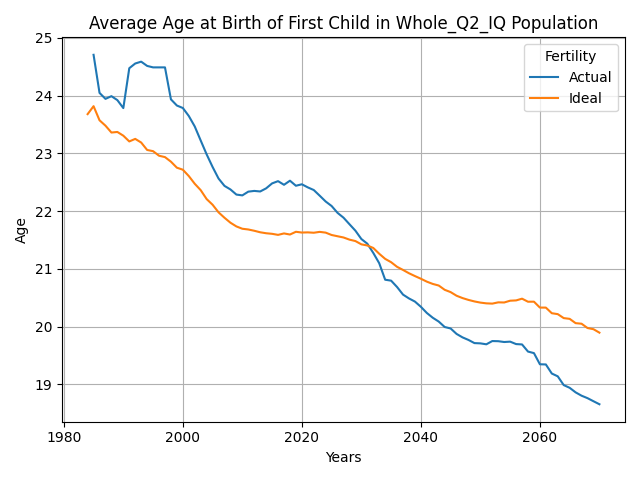 Average Age at Birth of First Child in Whole_Q2_IQ Population
Fertility
Actual
Ideal
Age
25
24
23
22
21
20
19
1980
2000
2020
2040
2060
Years